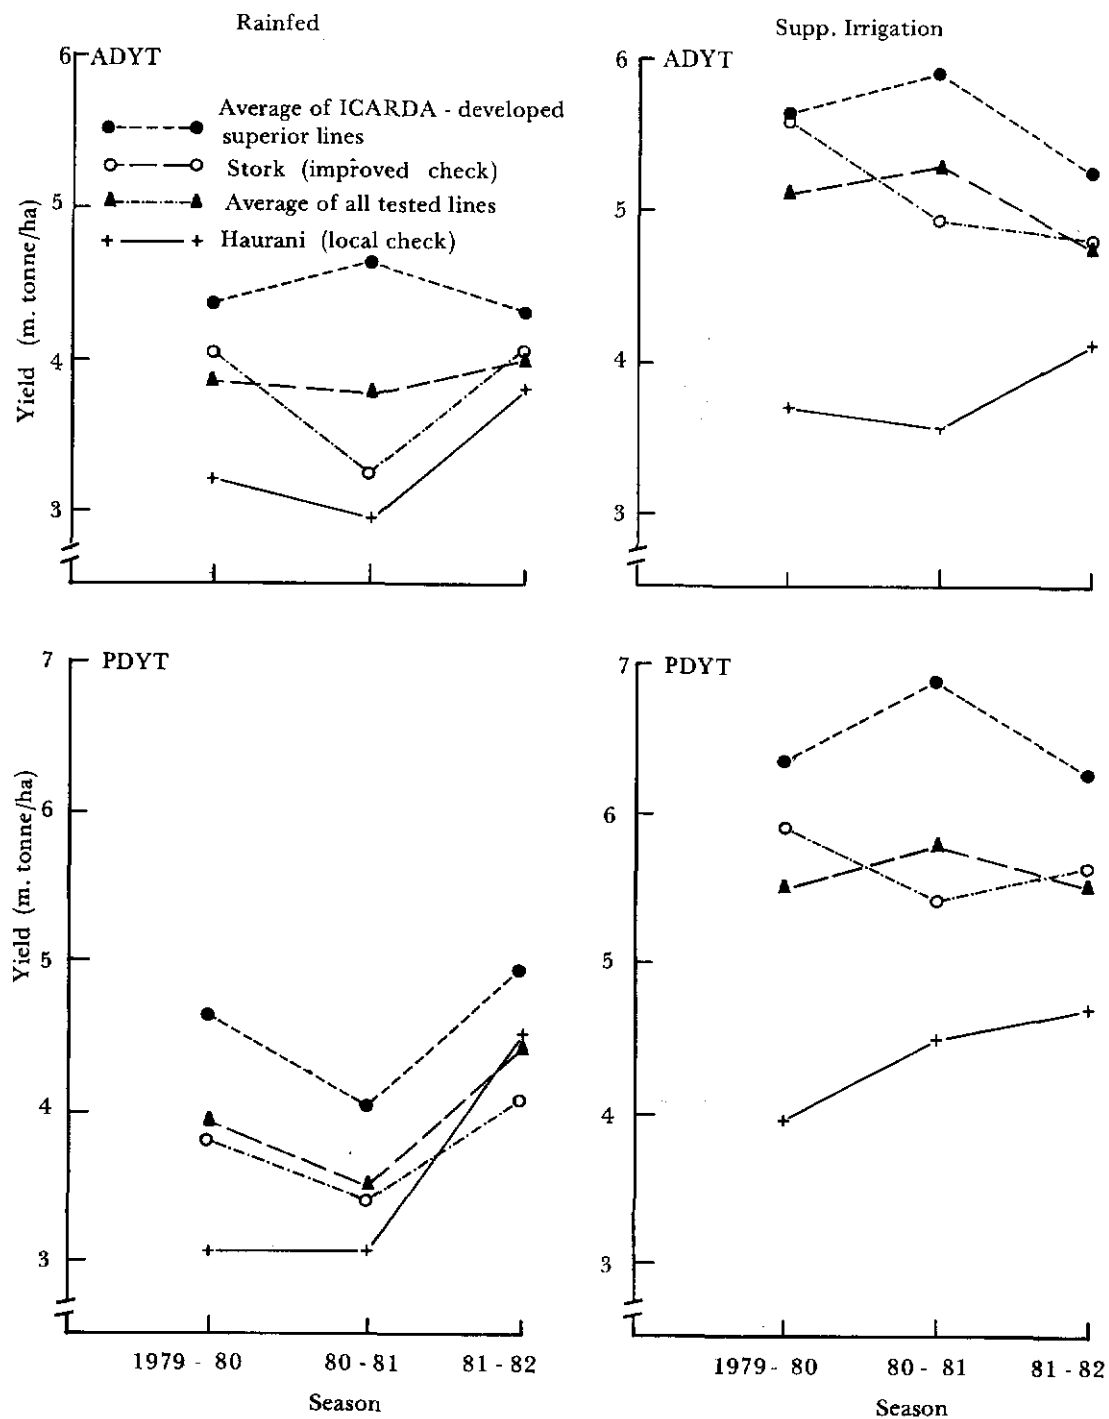 Rainfed
6 ADYT
Average of ICARDA - developed
superior lines
Stork (improved check)
Average of all tested lines
Haurani (local check)
5
4
3
Yield (m. tonne/ha)
Supp. Irrigation
6 ADYT
5
4
3
7 PDYT
6
5
4
3
Yield (m. tonne/ha)
1979 - 80 80 - 81 81 - 82
Season
7 PDYT
6
5
4
3
1979 - 80 80 - 81 81 - 82
Season